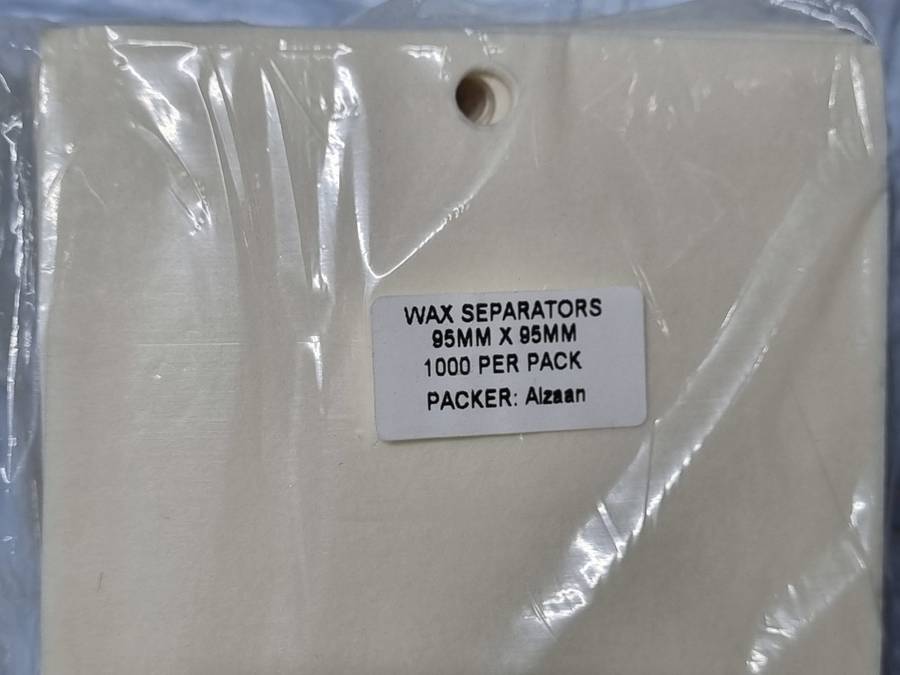 WAX SEPARATORS
95MM X 95MM
1000 PER PACK
PACKER: Alzaan